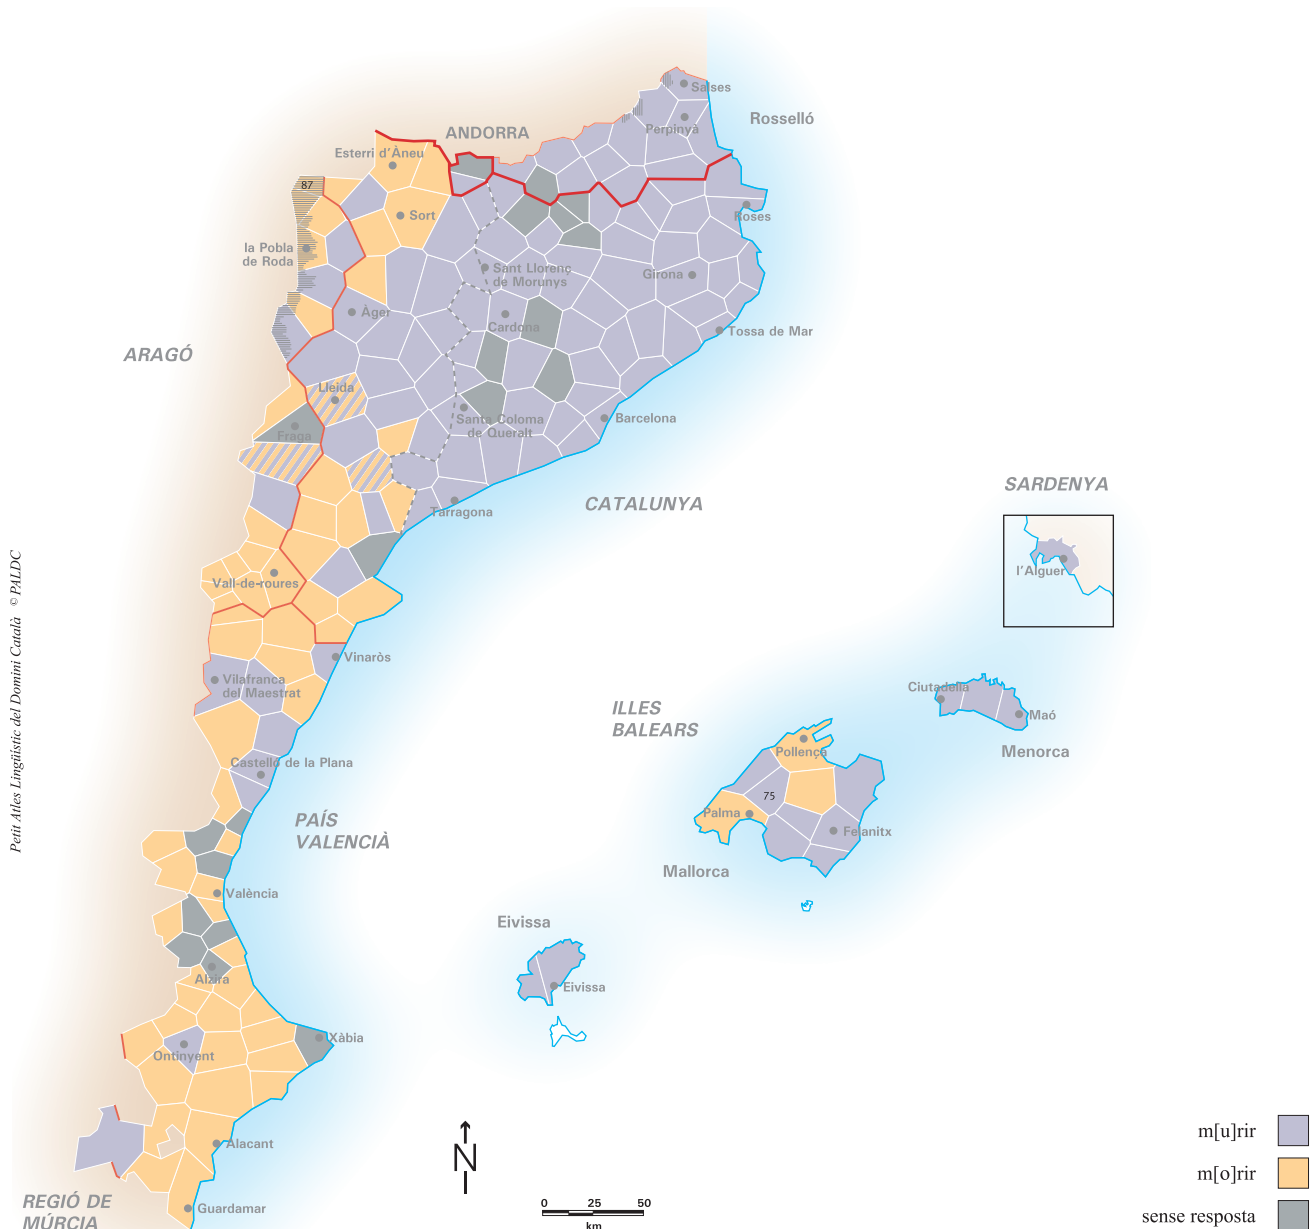 Salses
Rosselló
Perpinyà
ANDORRA
Esterri d'Àneu
87
Sort
Roses
la Pobla
de Roda
Sant Llorenç
de Morunys
Girona
Àger
Cardona
Tossa de Mar
ARAGÓ
Lleida
Santa Coloma
de Queralt
Barcelona
Fraga
SARDENYA
CATALUNYA
Tarragona
l'Alguer
Vall-de-roures
Petit Atles Lingüístic del Domini Català © PALDC
Vinaròs
Vilafranca
del Maestrat
Ciutadella
ILLES
BALEARS
Maó
Menorca
Pollença
Castelló de la Plana
75
Palma
Felanitx
PAÍS
VALENCIÀ
Mallorca
València
Eivissa
Alzira
Eivissa
Xàbia
Ontinyent
Alacant
N
m[u]rir
m[o]rir
REGIÓ DE
MÚRCIA
Guardamar
0 25 50
km
sense resposta